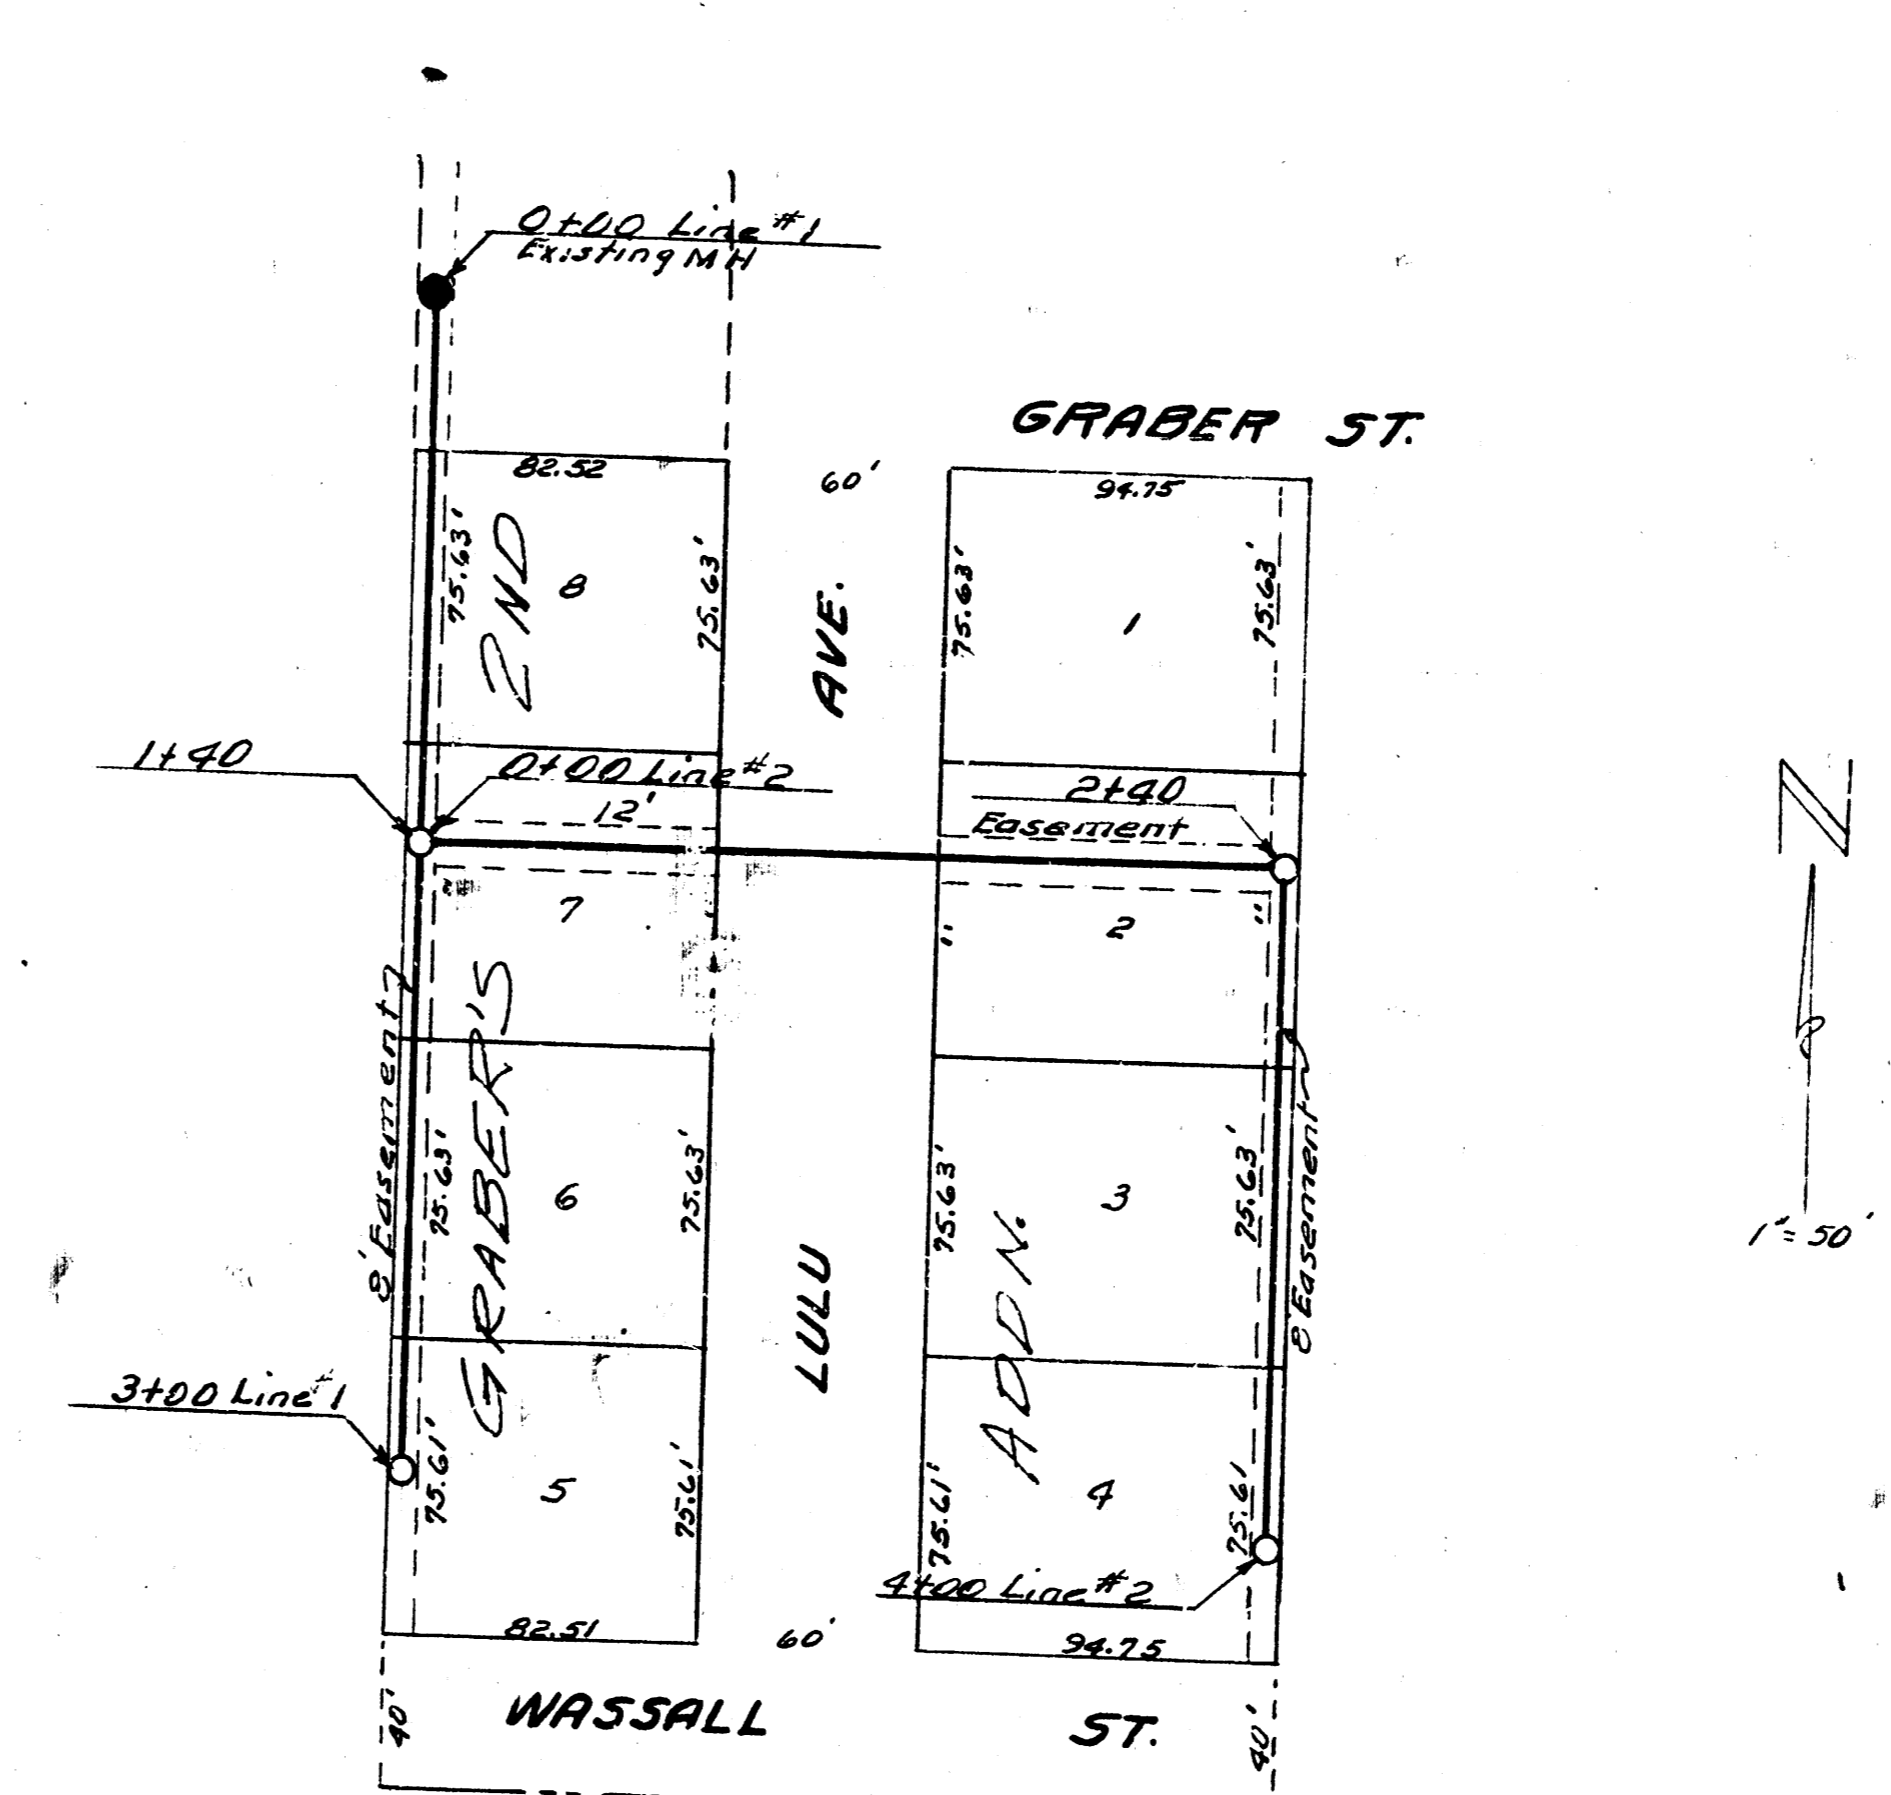 0+00 Line #1
Existing MH
GRABER ST.
82.52
60'
94.75
75.63'
2ND
8
75.63'
AVE.
75.63'
1
75.63'
1+40
0+00 Line #2
12'
2+40
Easement
N
"
7
"
2
"
8' Easement
GRABER'S
75.63'
6
75.63'
LULU
75.63'
ADDN.
3
75.63'
8' Easement
1"=50'
3+00 Line #1
75.61'
5
75.61'
75.61'
4
75.61
4+00 Line #2
82.51
60'
94.75
40'
WASSALL ST.
40'